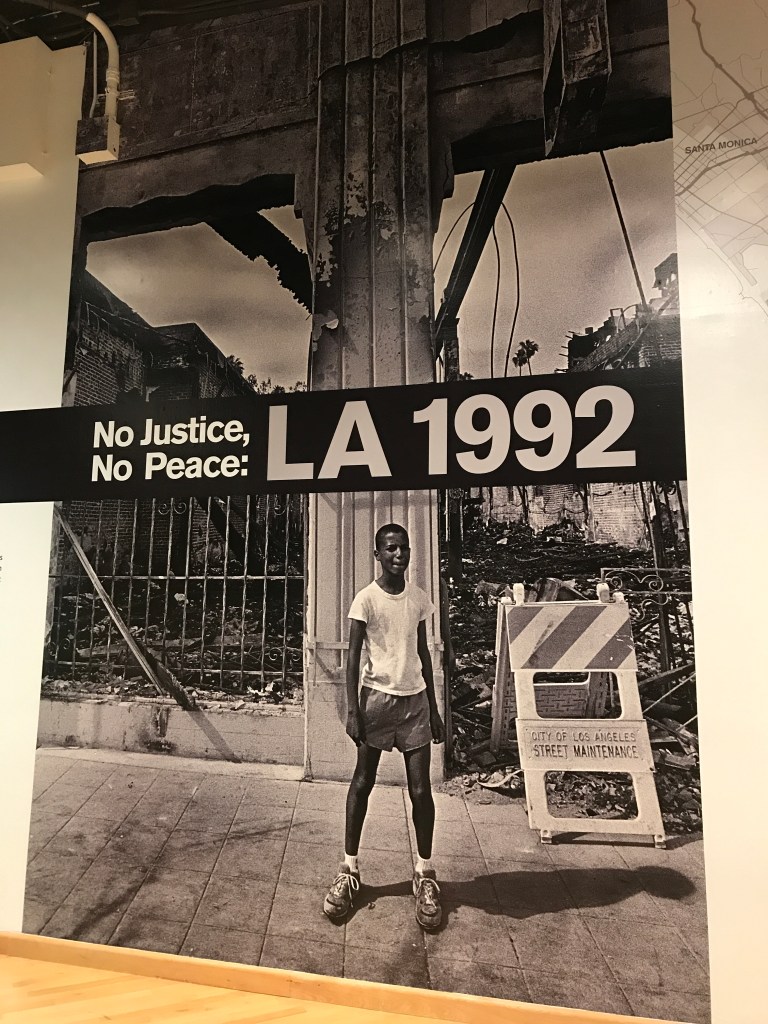 SANTA MONICA
No Justice,
No Peace:
LA 1992
CITY OF LOS ANGELES
STREET MAINTENANCE